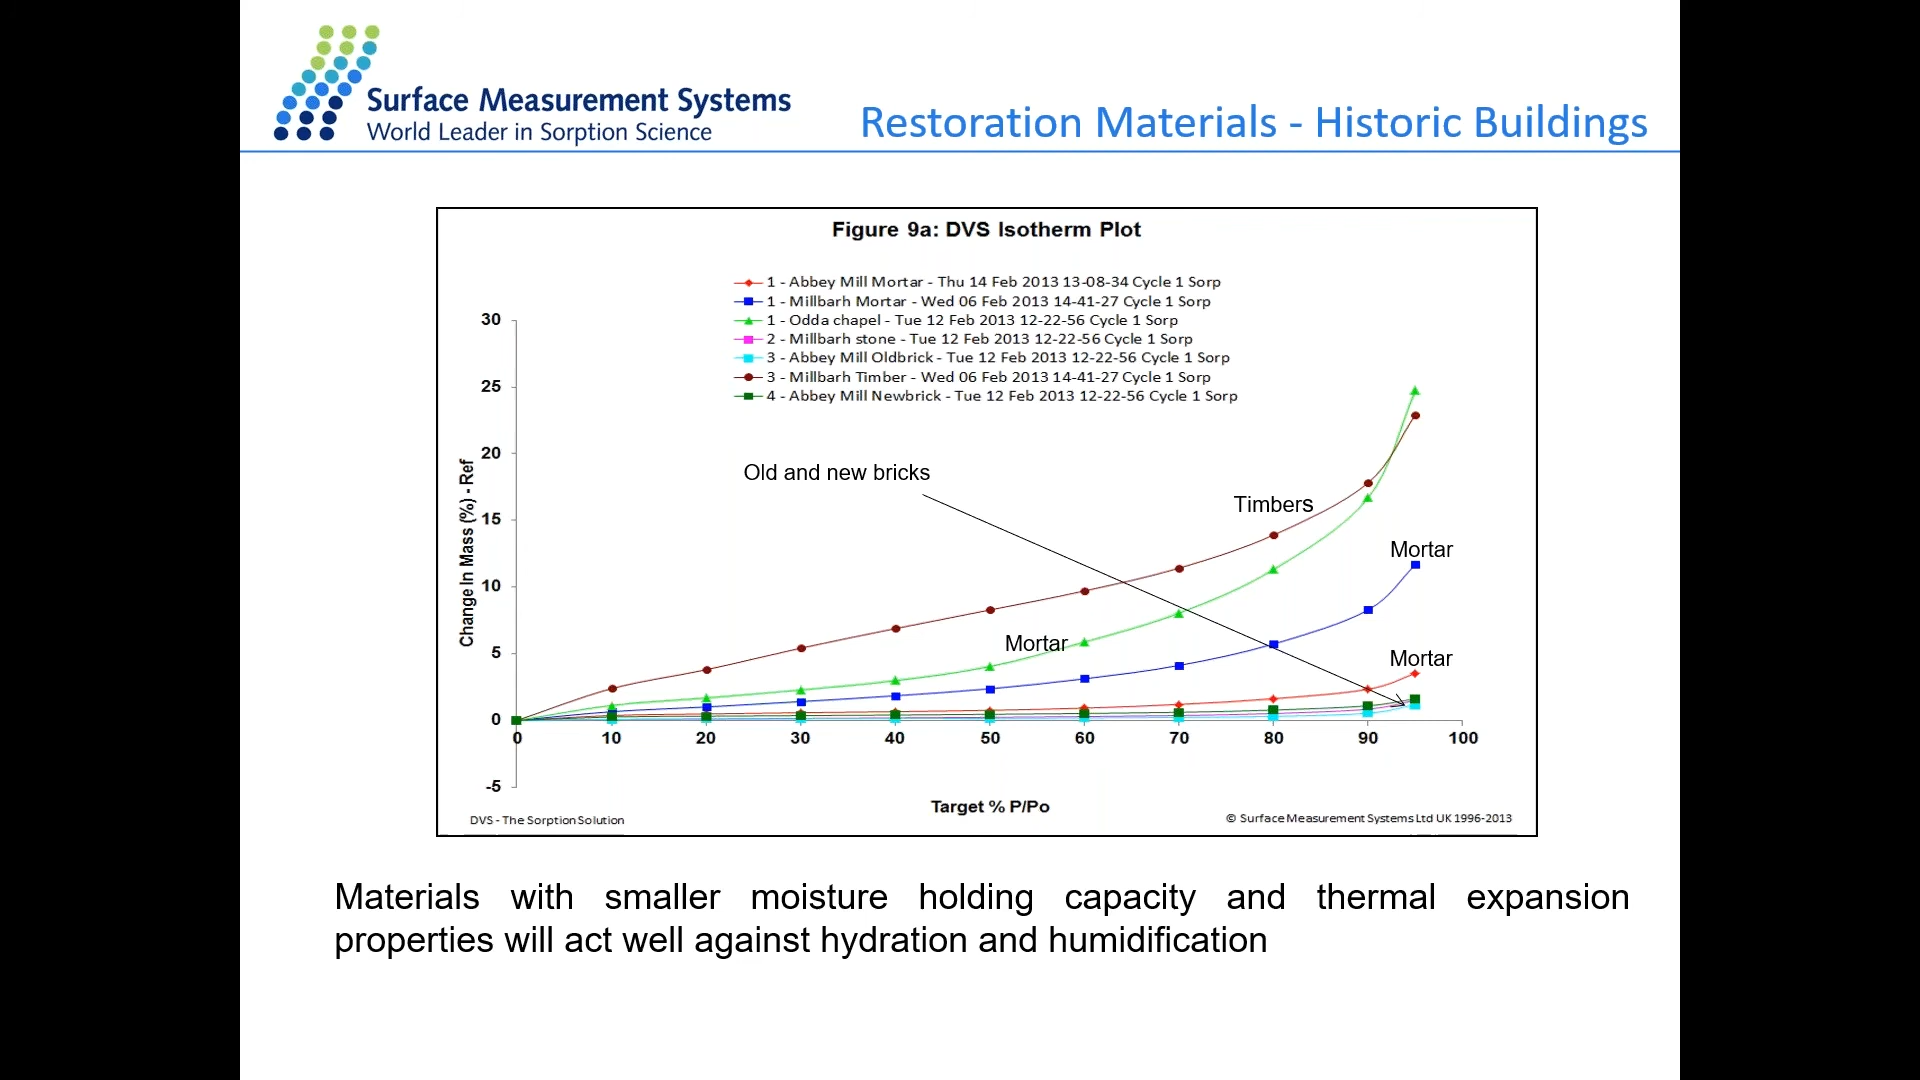 Surface Measurement Systems
World Leader in Sorption Science
Restoration Materials - Historic Buildings
Figure 9a: DVS Isotherm Plot
1 - Abbey Mill Mortar - Thu 14 Feb 2013 13-08-34 Cycle 1 Sorp
1 - Millbarh Mortar - Wed 06 Feb 2013 14-41-27 Cycle 1 Sorp
1 - Odda chapel - Tue 12 Feb 2013 12-22-56 Cycle 1 Sorp
2 - Millbarh stone - Tue 12 Feb 2013 12-22-56 Cycle 1 Sorp
3 - Abbey Mill Oldbrick - Tue 12 Feb 2013 12-22-56 Cycle 1 Sorp
3 - Millbarh Timber - Wed 06 Feb 2013 14-41-27 Cycle 1 Sorp
4 - Abbey Mill Newbrick - Tue 12 Feb 2013 12-22-56 Cycle 1 Sorp
30
25
20
15
10
5
0
-5
Change In Mass (%) - Ref
Old and new bricks
Timbers
Mortar
Mortar
Mortar
0 10 20 30 40 50 60 70 80 90 100
Target % P/Po
DVS - The Sorption Solution
© Surface Measurement Systems Ltd UK 1996-2013
Materials with smaller moisture holding capacity and thermal expansion
properties will act well against hydration and humidification